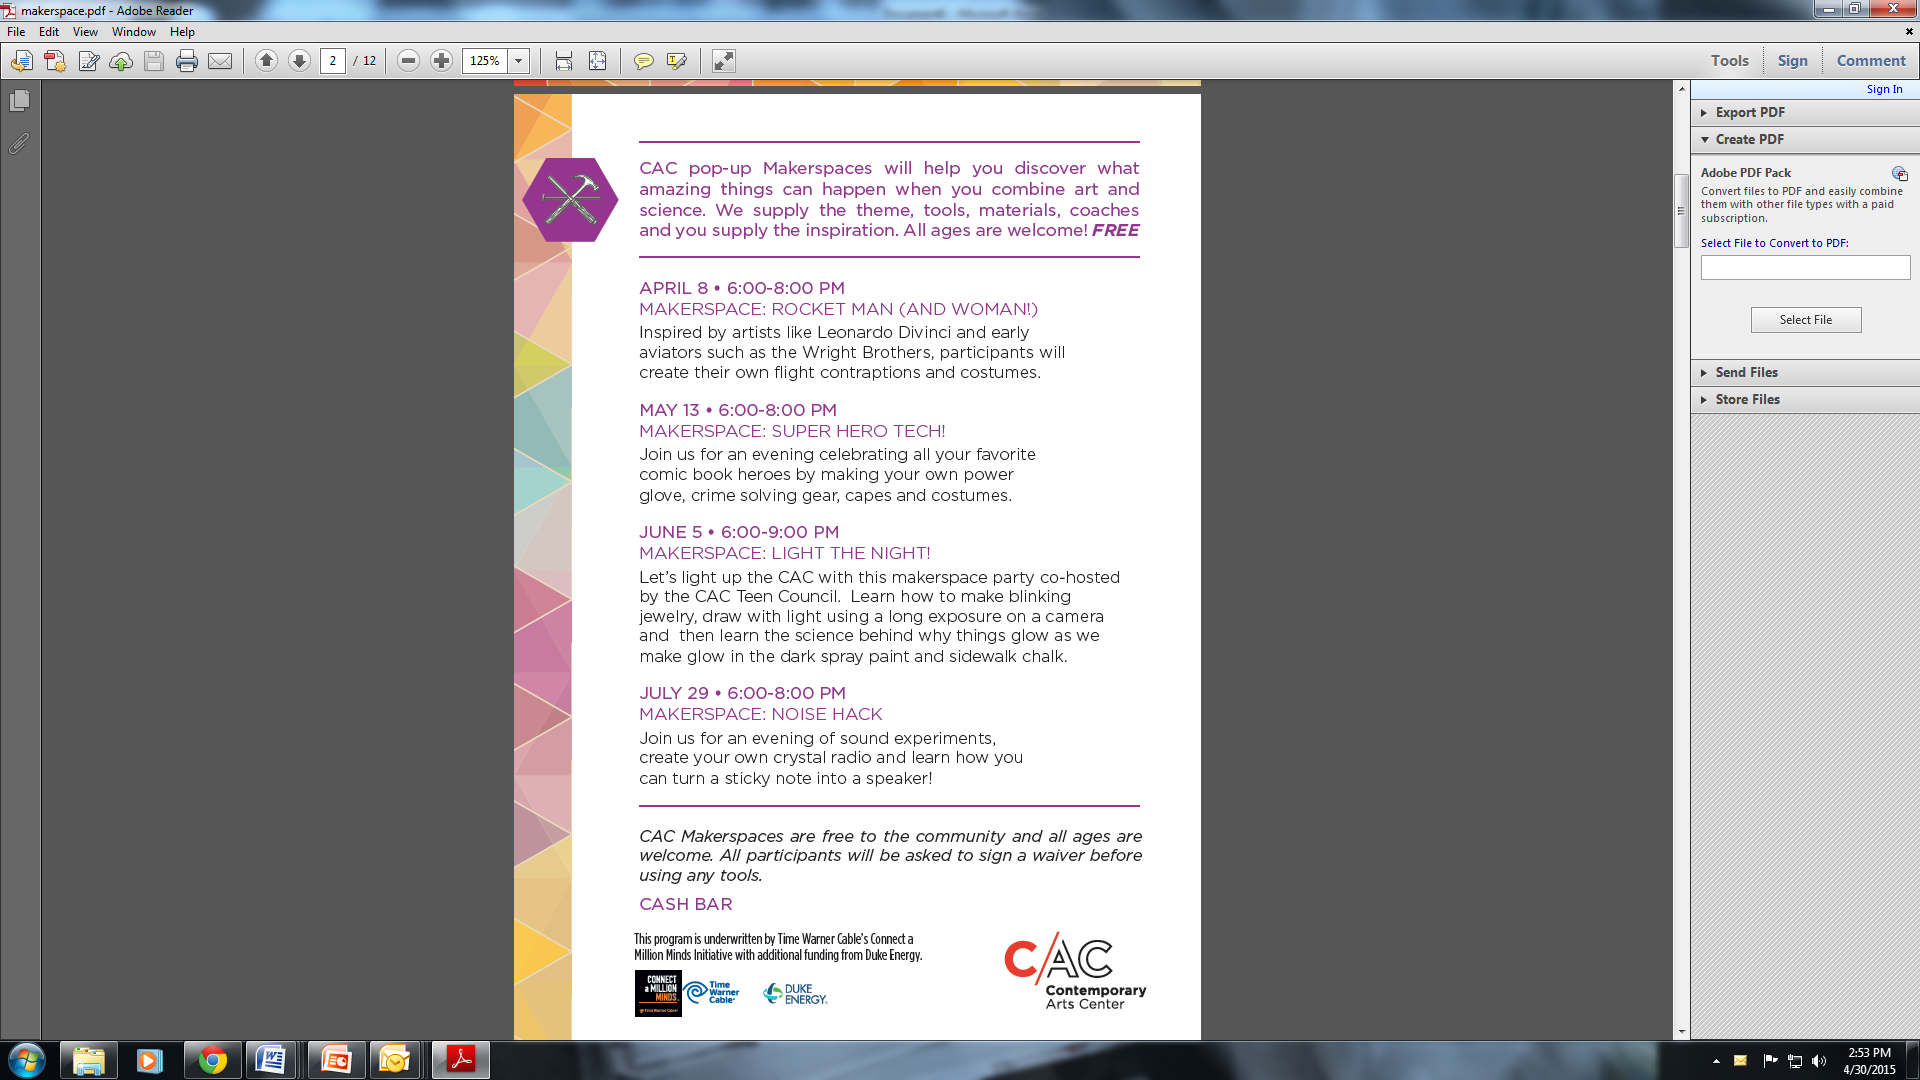 makerspace.pdf - Adobe Reader
File Edit View Window Help
2 / 12 125%
Tools Sign Comment
Sign In
Export PDF
Create PDF
Adobe PDF Pack
Convert files to PDF and easily combine
them with other file types with a paid
subscription.
Select File to Convert to PDF:
Select File
Send Files
Store Files
CAC pop-up Makerspaces will help you discover what
amazing things can happen when you combine art and
science. We supply the theme, tools, materials, coaches
and you supply the inspiration. All ages are welcome! FREE
APRIL 8 • 6:00-8:00 PM
MAKERSPACE: ROCKET MAN (AND WOMAN!)
Inspired by artists like Leonardo Divinci and early
aviators such as the Wright Brothers, participants will
create their own flight contraptions and costumes.
MAY 13 • 6:00-8:00 PM
MAKERSPACE: SUPER HERO TECH!
Join us for an evening celebrating all your favorite
comic book heroes by making your own power
glove, crime solving gear, capes and costumes.
JUNE 5 • 6:00-9:00 PM
MAKERSPACE: LIGHT THE NIGHT!
Let's light up the CAC with this makerspace party co-hosted
by the CAC Teen Council.  Learn how to make blinking
jewelry, draw with light using a long exposure on a camera
and  then learn the science behind why things glow as we
make glow in the dark spray paint and sidewalk chalk.
JULY 29 • 6:00-8:00 PM
MAKERSPACE: NOISE HACK
Join us for an evening of sound experiments,
create your own crystal radio and learn how you
can turn a sticky note into a speaker!
CAC Makerspaces are free to the community and all ages are
welcome. All participants will be asked to sign a waiver before
using any tools.
CASH BAR
This program is underwritten by Time Warner Cable's Connect a
Million Minds Initiative with additional funding from Duke Energy.
CONNECT
A MILLION
MINDS
Time Warner Cable
Time
Warner
Cable
DUKE
ENERGY.
C/AC
Contemporary
Arts Center
2:53 PM
4/30/2015